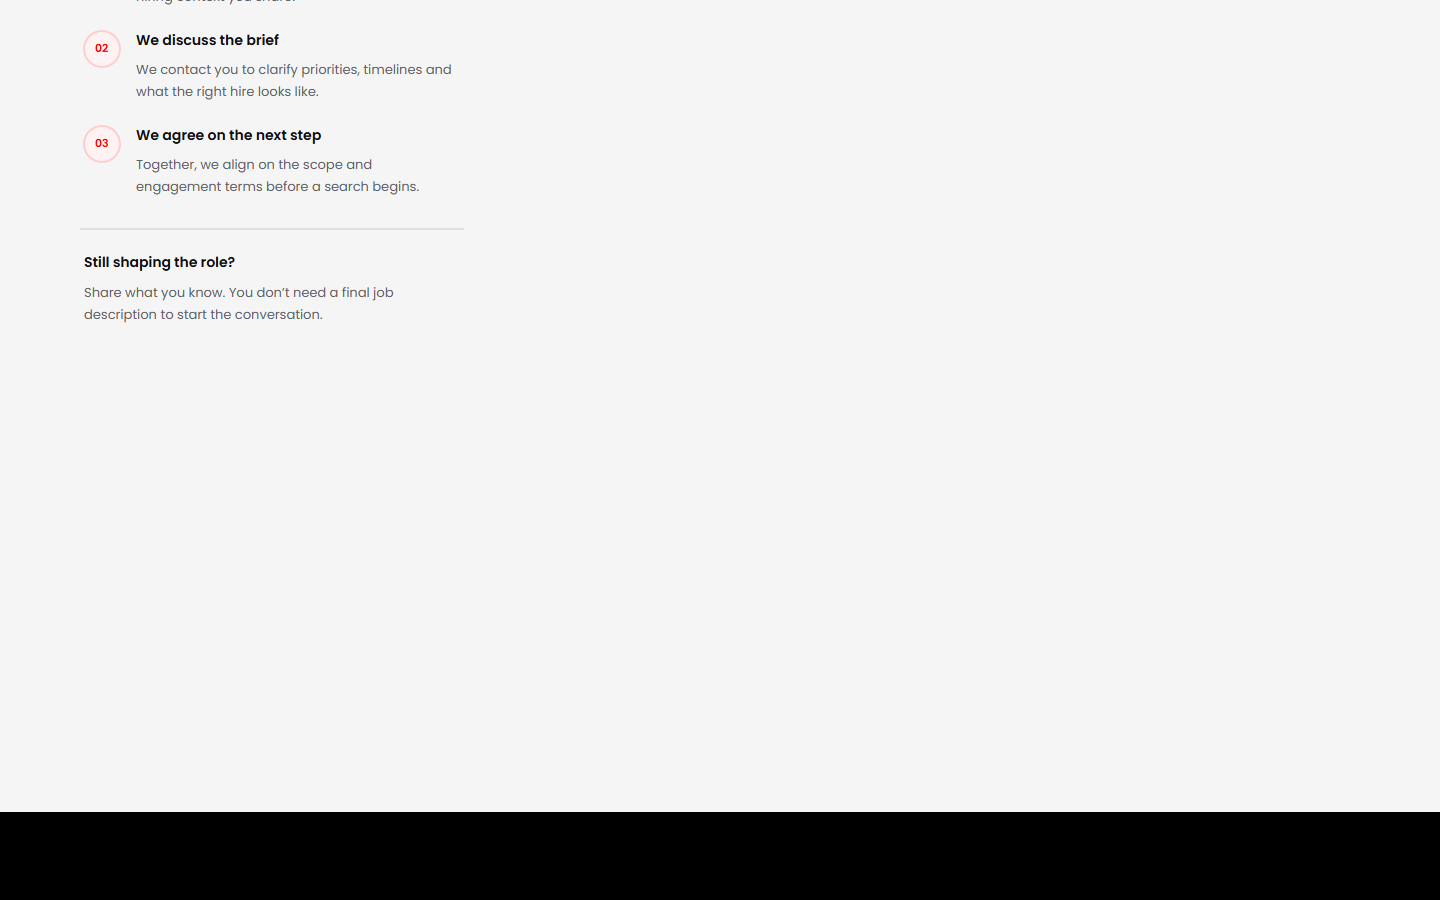 02
We discuss the brief
We contact you to clarify priorities, timelines and
what the right hire looks like.
03
We agree on the next step
Together, we align on the scope and
engagement terms before a search begins.
Still shaping the role?
Share what you know. You don’t need a final job
description to start the conversation.